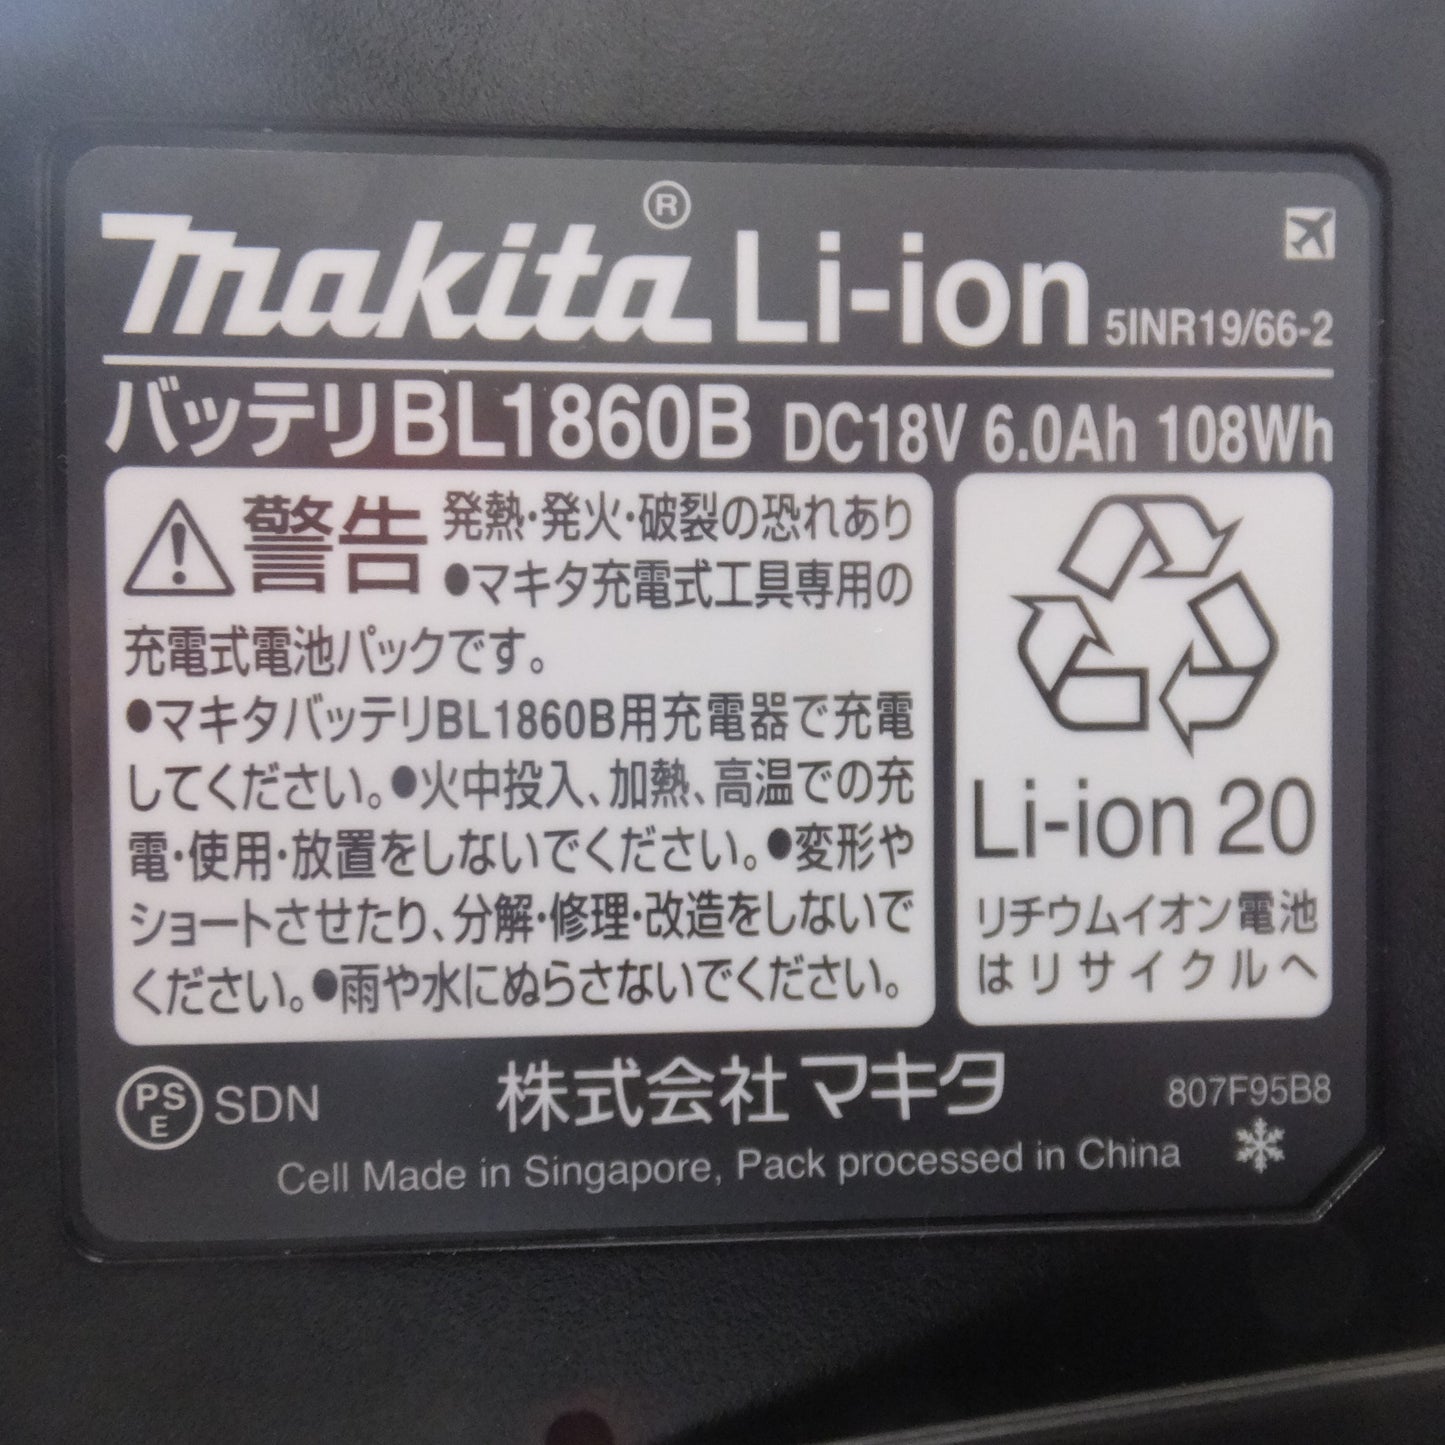 makita® Li-ion 5INR19/66-2
バッテリBL1860B DC18V 6.0Ah 108Wh
警告 発熱・発火・破裂の恐れあり
●マキタ充電式工具専用の
充電式電池パックです。
●マキタバッテリBL1860B用充電器で充電
してください。●火中投入、加熱、高温での充
電・使用・放置をしないでください。●変形や
ショートさせたり、分解・修理・改造をしないで
ください。●雨や水にぬらさないでください。
Li-ion 20
リチウムイオン電池
はリサイクルへ
PSE SDN 株式会社マキタ 807F95B8
Cell Made in Singapore, Pack processed in China